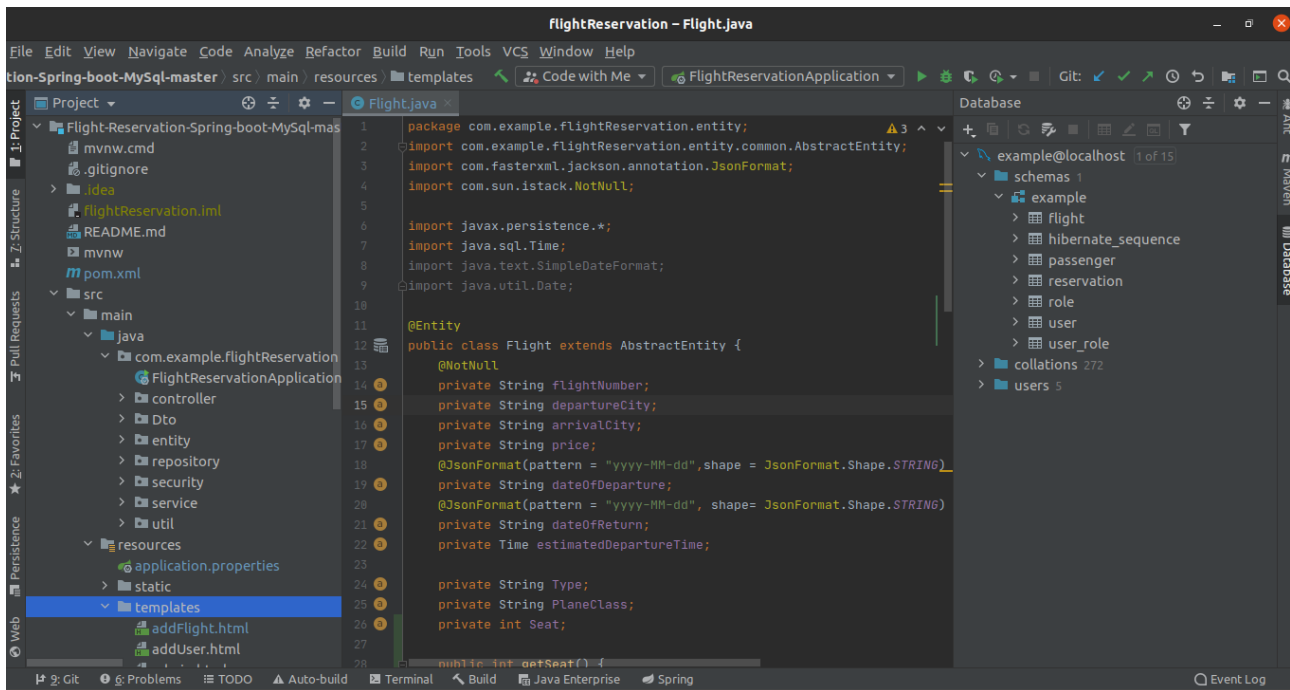 flightReservation – Flight.java
File Edit View Navigate Code Analyze Refactor Build Run Tools VCS Window Help
tion-Spring-boot-MySql-master src main resources templates Code with Me FlightReservationApplication Git:
1: Project
7: Structure
Pull Requests
2: Favorites
Persistence
Web
Project
Flight-Reservation-Spring-boot-MySql-mas
mvnw.cmd
.gitignore
.idea
flightReservation.iml
README.md
mvnw
pom.xml
src
main
java
com.example.flightReservation
FlightReservationApplication
controller
Dto
entity
repository
security
service
util
resources
application.properties
static
templates
addFlight.html
addUser.html
Flight.java
3
1 package com.example.flightReservation.entity;
2 import com.example.flightReservation.entity.common.AbstractEntity;
3 import com.fasterxml.jackson.annotation.JsonFormat;
4 import com.sun.istack.NotNull;
5
6 import javax.persistence.*;
7 import java.sql.Time;
8 import java.text.SimpleDateFormat;
9 import java.util.Date;
10
11 @Entity
12 public class Flight extends AbstractEntity {
13 @NotNull
14 private String flightNumber;
15 private String departureCity;
16 private String arrivalCity;
17 private String price;
18 @JsonFormat(pattern = "yyyy-MM-dd",shape = JsonFormat.Shape.STRING)
19 private String dateOfDeparture;
20 @JsonFormat(pattern = "yyyy-MM-dd", shape= JsonFormat.Shape.STRING)
21 private String dateOfReturn;
22 private Time estimatedDepartureTime;
23
24 private String Type;
25 private String PlaneClass;
26 private int Seat;
27
28 public int getSeat() {
Database
example@localhost 1 of 15
schemas 1
example
flight
hibernate_sequence
passenger
reservation
role
user
user_role
collations 272
users 5
Ant
Maven
Database
9: Git 6: Problems TODO Auto-build Terminal Build Java Enterprise Spring Event Log